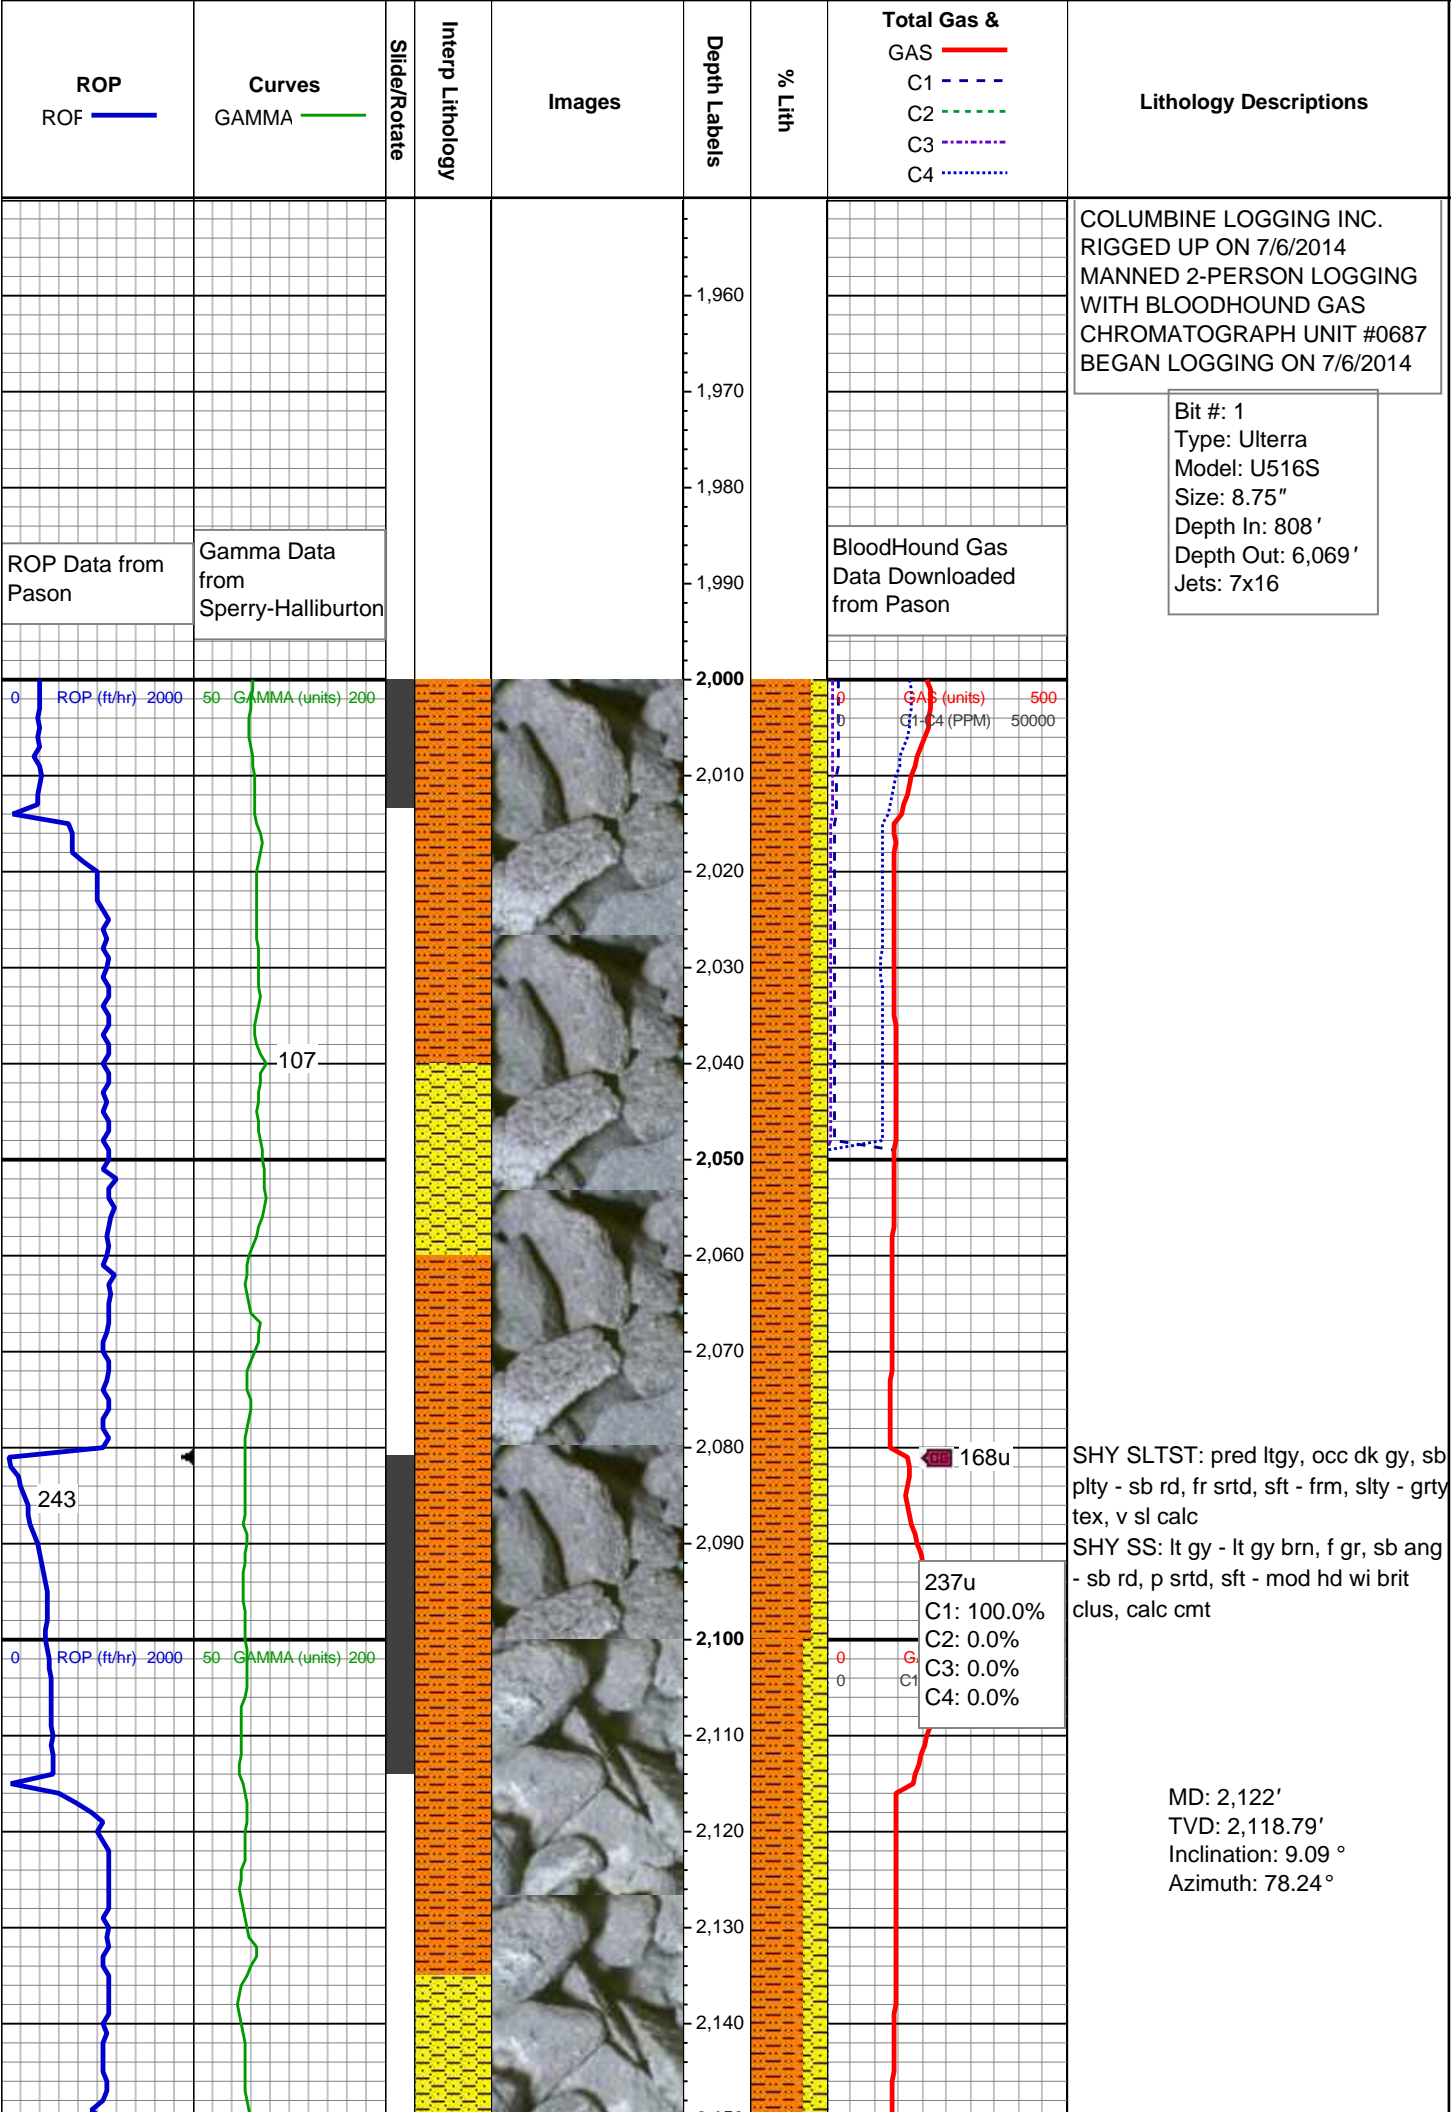 ROP
ROF
Curves
GAMMA
Slide/Rotate
Interp Lithology
Images
Depth Labels
% Lith
Total Gas &
GAS
C1
C2
C3
C4
Lithology Descriptions
COLUMBINE LOGGING INC.
RIGGED UP ON 7/6/2014
MANNED 2-PERSON LOGGING
WITH BLOODHOUND GAS
CHROMATOGRAPH UNIT #0687
BEGAN LOGGING ON 7/6/2014
1,960
1,970
1,980
1,990
Bit #: 1
Type: Ulterra
Model: U516S
Size: 8.75"
Depth In: 808'
Depth Out: 6,069'
Jets: 7x16
ROP Data from
Pason
Gamma Data
from
Sperry-Halliburton
BloodHound Gas
Data Downloaded
from Pason
2,000
0 ROP (ft/hr) 2000
50 GAMMA (units) 200
0 GAS (units) 500
0 C1-C4 (PPM) 50000
2,010
2,020
2,030
2,040
107
2,050
2,060
2,070
2,080
168u
243
SHY SLTST: pred ltgy, occ dk gy, sb
plty - sb rd, fr srtd, sft - frm, slty - grty
tex, v sl calc
SHY SS: lt gy - lt gy brn, f gr, sb ang
- sb rd, p srtd, sft - mod hd wi brit
clus, calc cmt
2,090
237u
C1: 100.0%
C2: 0.0%
C3: 0.0%
C4: 0.0%
2,100
0 ROP (ft/hr) 2000
50 GAMMA (units) 200
0 G
0 C1
2,110
2,120
2,130
2,140
MD: 2,122'
TVD: 2,118.79'
Inclination: 9.09 °
Azimuth: 78.24°